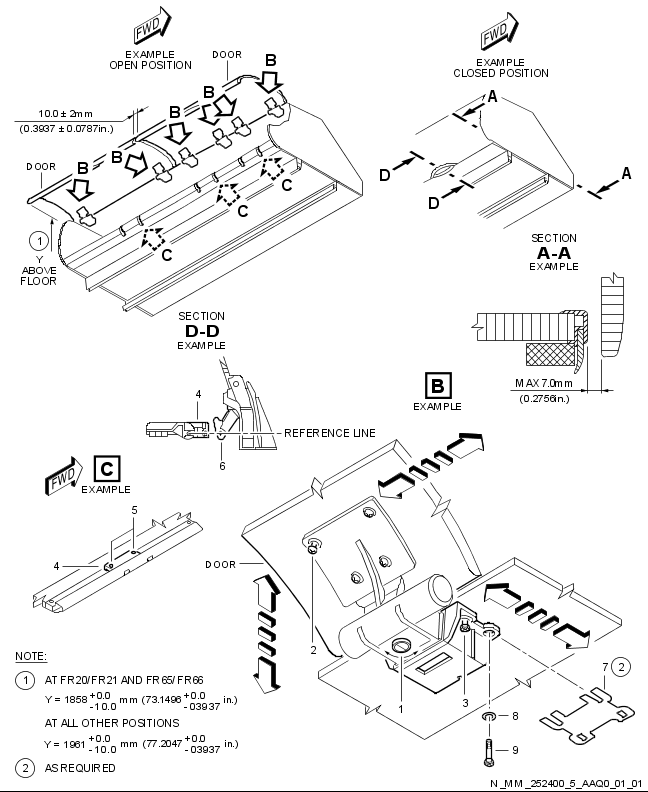 FWD
EXAMPLE
OPEN POSITION
DOOR
B
B
B
B
B
10.0 ± 2mm
(0.3937 ± 0.0787in.)
DOOR
C
C
C
1
Y
ABOVE
FLOOR
FWD
EXAMPLE
CLOSED POSITION
A
A
D
D
SECTION
A-A
EXAMPLE
MAX 7.0mm
(0.2756in.)
SECTION
D-D
EXAMPLE
4
REFERENCE LINE
6
B
EXAMPLE
FWD
C
EXAMPLE
5
4
DOOR
2
1
3
7 2
8
9
NOTE:
1 AT FR20/FR21 AND FR65/FR66
Y = 1858 +0.0 -10.0 mm (73.1496 +0.0 -03937 in.)
AT ALL OTHER POSITIONS
Y = 1961 +0.0 -10.0 mm (77.2047 +0.0 -03937 in.)
2 AS REQUIRED
N_MM_252400_5_AAQ0_01_01